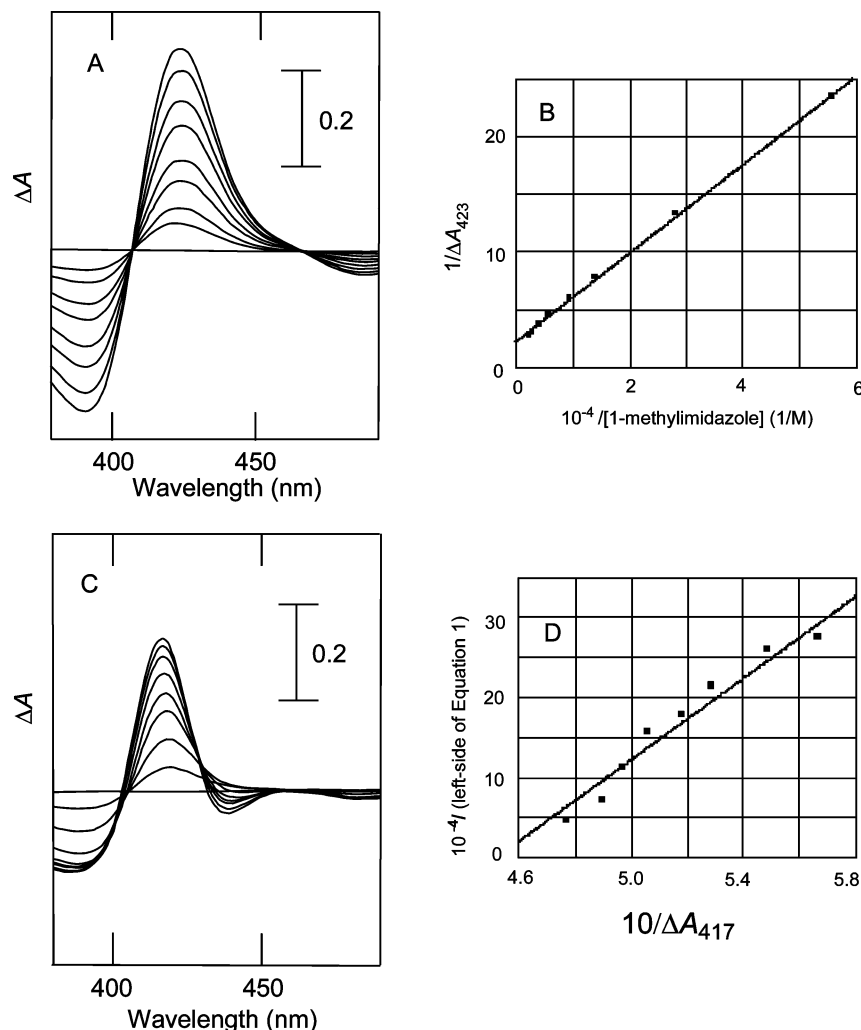 A
0.2
ΔA
400 450
Wavelength (nm)
B
20
10
0
1/ΔA423
0 2 4 6
10⁻⁴ /[1-methylimidazole] (1/M)
C
0.2
ΔA
400 450
Wavelength (nm)
D
30
20
10
0
10⁻⁴l (left-side of Equation 1)
4.6 5.0 5.4 5.8
10/ΔA417